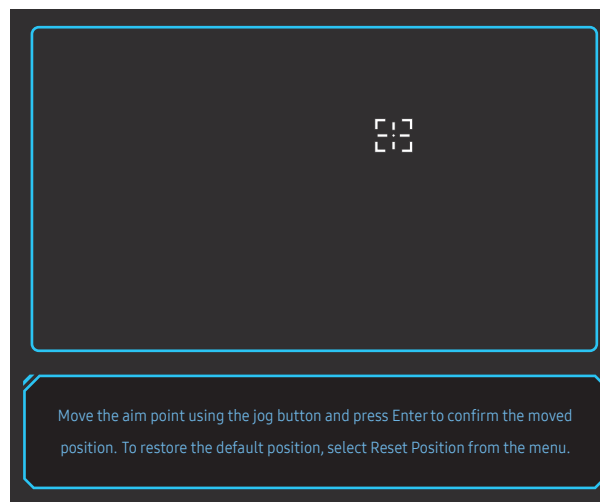 Move the aim point using the jog button and press Enter to confirm the moved
position. To restore the default position, select Reset Position from the menu.